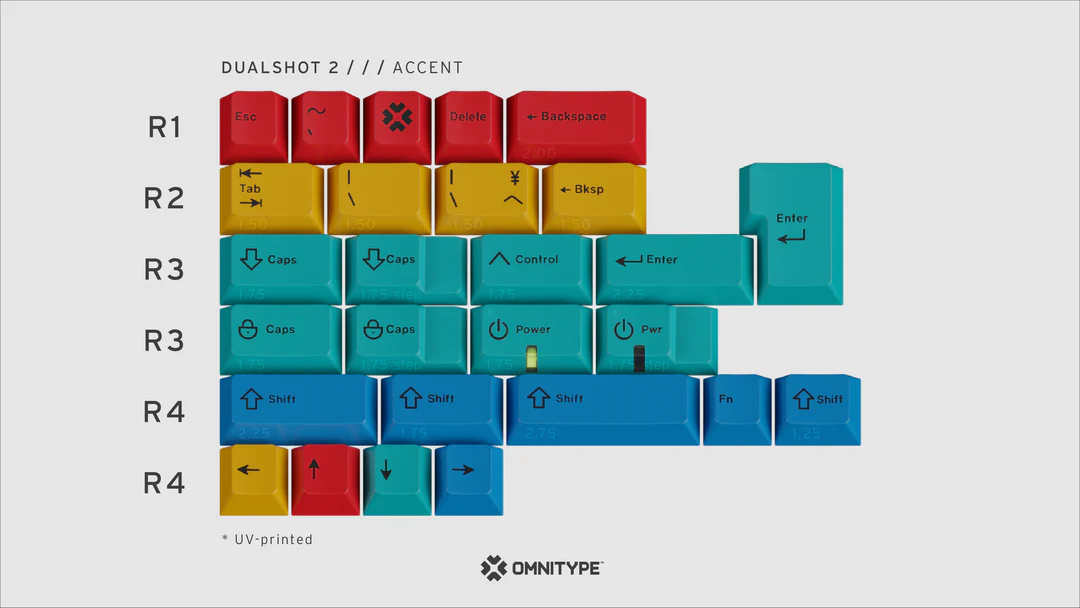 DUALSHOT 2 / / / ACCENT
R1
Esc
~
`
Delete
← Backspace
2.00
R2
Tab
1.50
|
\
1.50
|
¥
\
^
1.50
← Bksp
1.50
Enter
R3
Caps
1.75
Caps
1.75 step
Control
1.75
Enter
2.25
R3
Caps
1.75
Caps
1.75 step
Power
1.75
Pwr
1.75 step
R4
Shift
2.25
Shift
1.75
Shift
2.75
Fn
Shift
1.25
R4
←
↑
↓
→
* UV-printed
OMNITYPE™